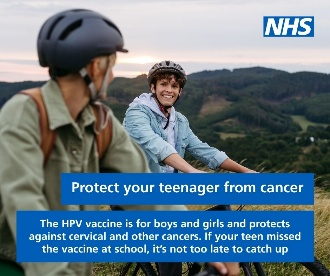 NHS
Protect your teenager from cancer
The HPV vaccine is for boys and girls and protects
against cervical and other cancers. If your teen missed
the vaccine at school, it's not too late to catch up